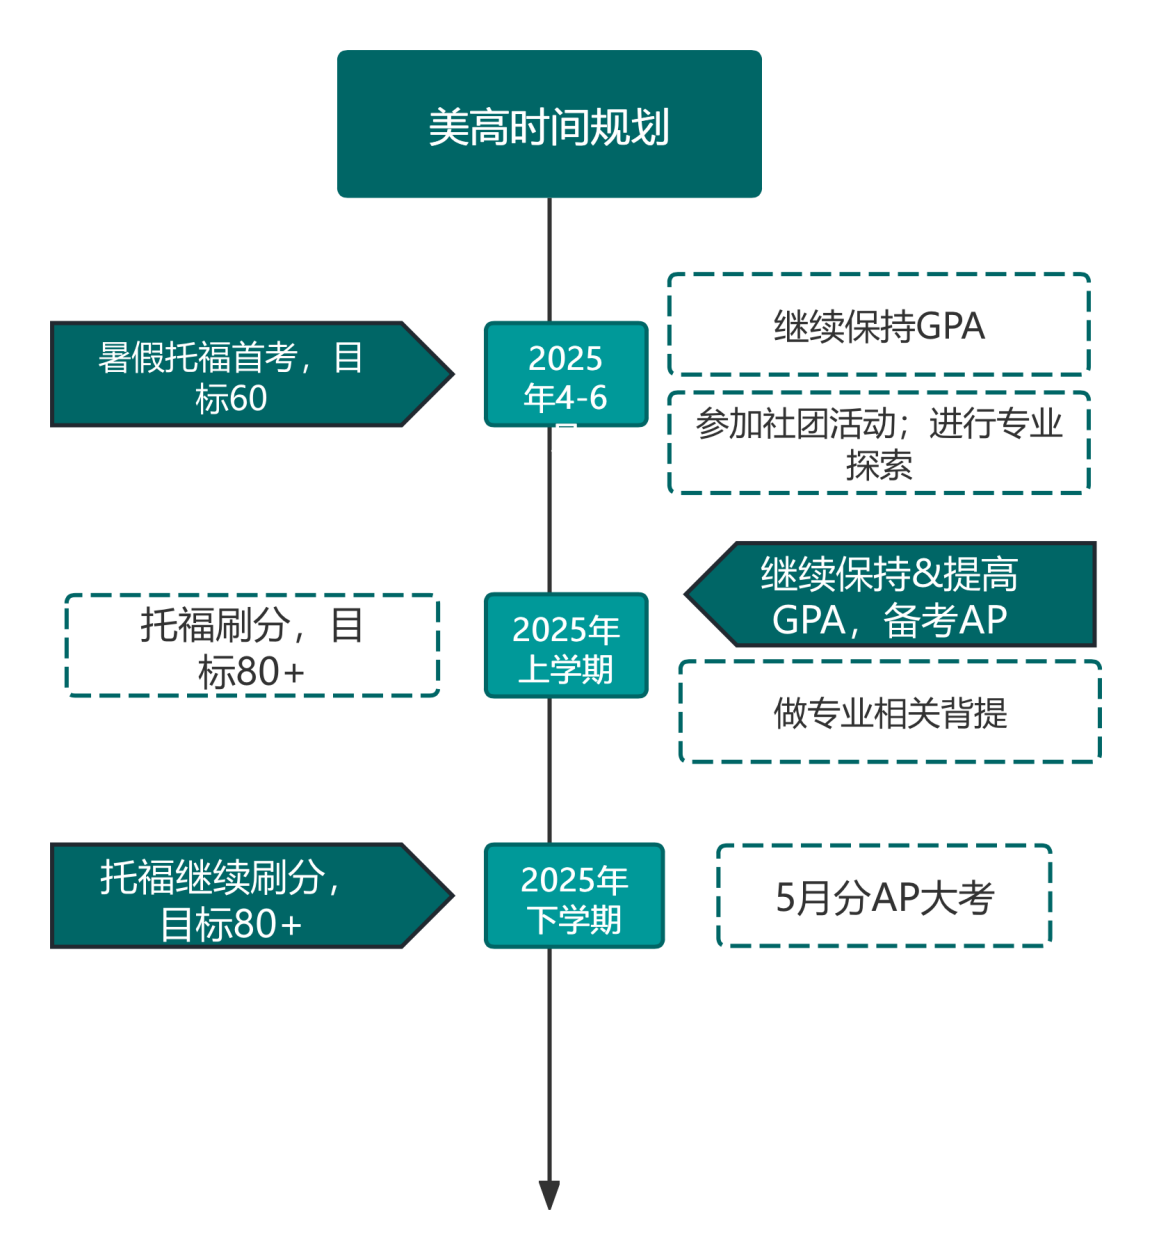 美高时间规划
继续保持GPA
暑假托福首考，目
标60
2025
年4-6
参加社团活动；进行专业
探索
继续保持&提高
GPA，备考AP
托福刷分，目
标80+
2025年
上学期
做专业相关背提
托福继续刷分，
目标80+
2025年
下学期
5月分AP大考